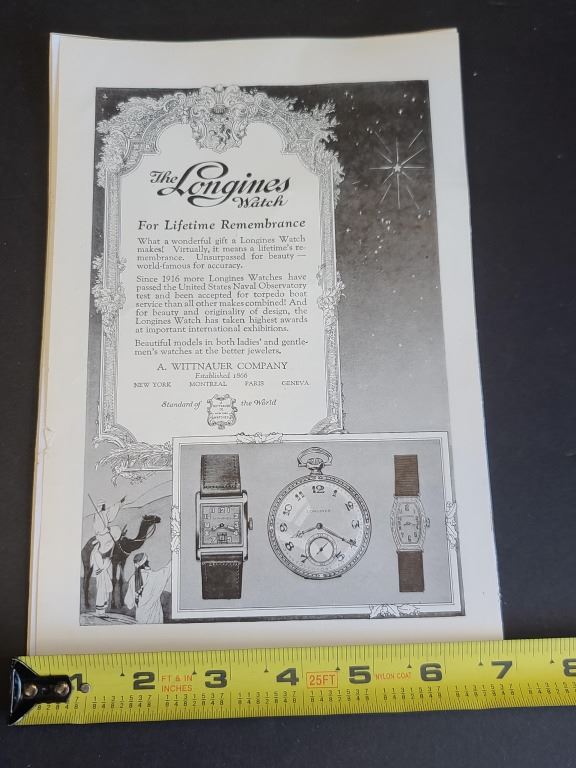 The Longines
Watch
For Lifetime Remembrance
What a wonderful gift a Longines Watch
makes! Virtually, it means a lifetime's re-
membrance. Unsurpassed for beauty —
world-famous for accuracy.
Since 1916 more Longines Watches have
passed the United States Naval Observatory
test and been accepted for torpedo boat
service than all other makes combined! And
for beauty and originality of design, the
Longines Watch has taken highest awards
at important international exhibitions.
Beautiful models in both ladies' and gentle-
men's watches at the better jewelers.
A. WITTNAUER COMPANY
Established 1866
NEW YORK MONTREAL PARIS GENEVA
Standard of the World
LONGINES
1 2 FT & IN 3 4 25FT 5 NYLON COAT 6 7 8
INCHES